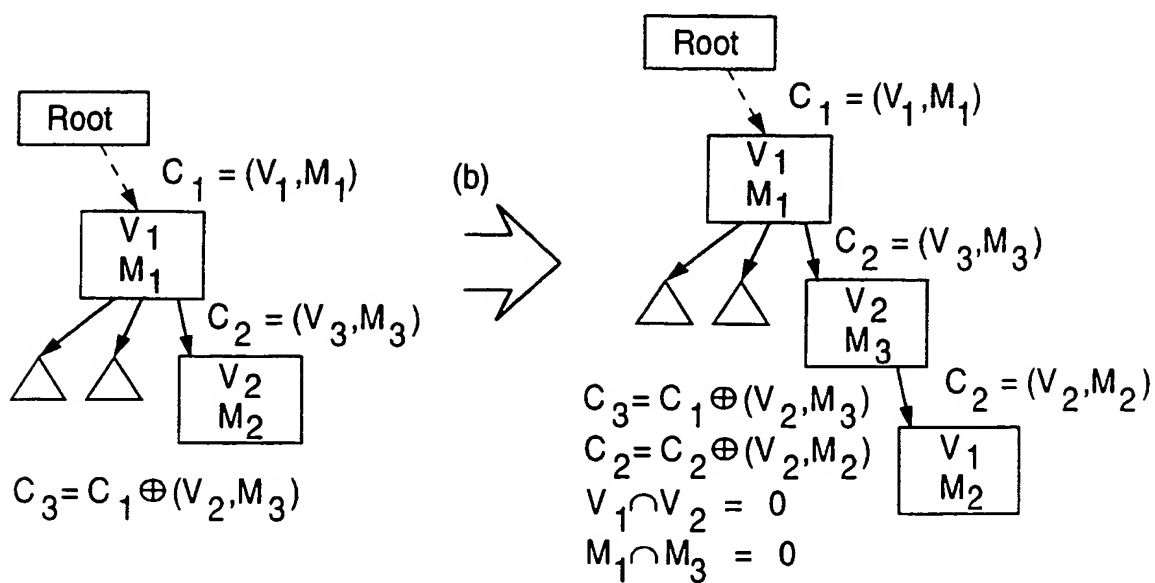 Root
C₁ = (V₁,M₁)
V₁
M₁
C₂ = (V₃,M₃)
V₂
M₂
C₃=C₁⊕(V₂,M₃)
(b)
Root
C₁ = (V₁,M₁)
V₁
M₁
C₂ = (V₃,M₃)
V₂
M₃
C₂ = (V₂,M₂)
V₁
M₂
C₃=C₁⊕(V₂,M₃)
C₂=C₂⊕(V₂,M₂)
V₁∩V₂ = 0
M₁∩M₃ = 0